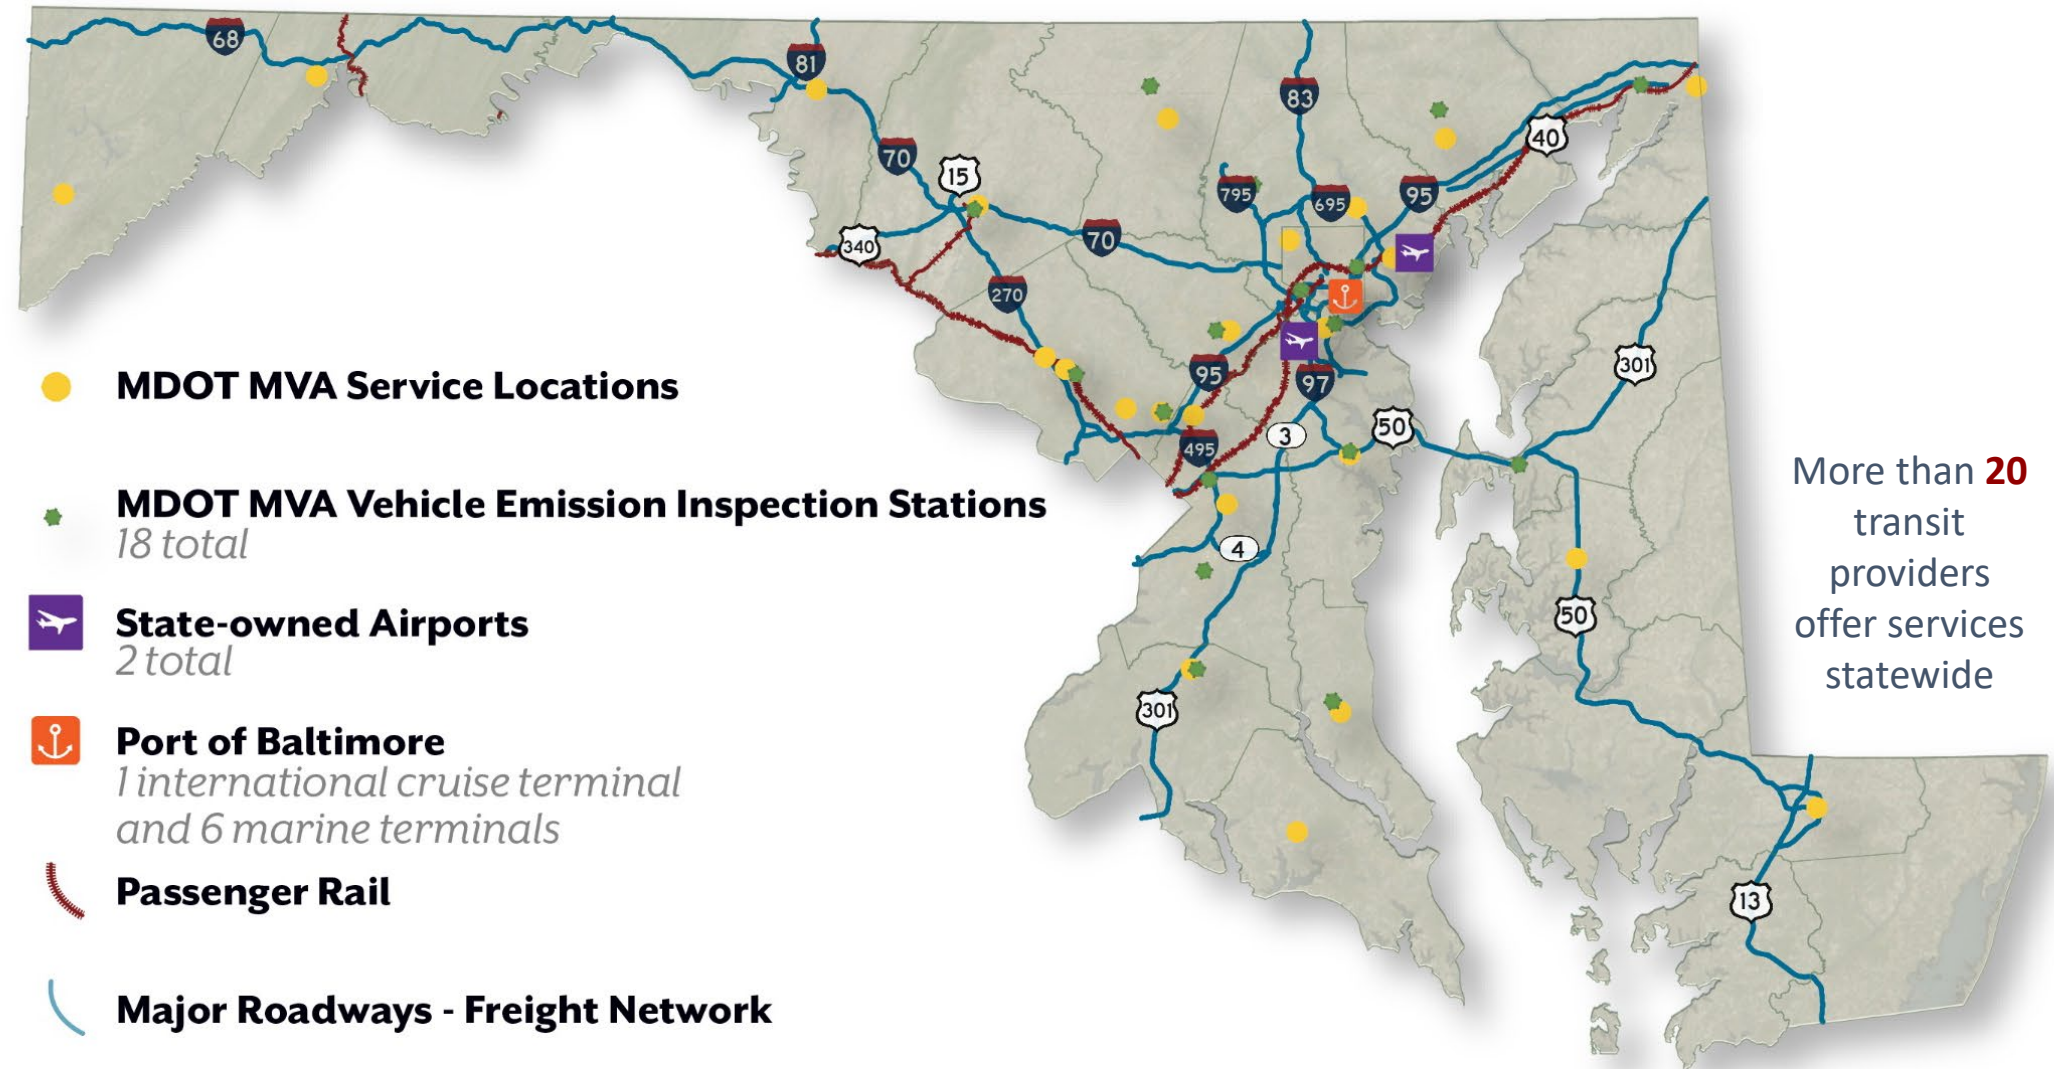 68
81
83
40
70
15
795
695
95
340
70
270
301
95
97
50
3
495
4
50
301
13
MDOT MVA Service Locations
MDOT MVA Vehicle Emission Inspection Stations
18 total
State-owned Airports
2 total
Port of Baltimore
1 international cruise terminal
and 6 marine terminals
Passenger Rail
Major Roadways - Freight Network
More than 20
transit
providers
offer services
statewide